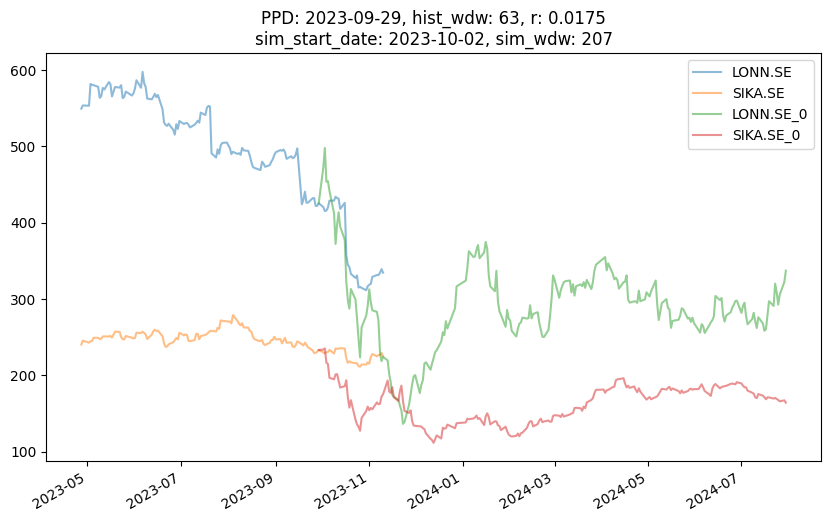 PPD: 2023-09-29, hist_wdw: 63, r: 0.0175
sim_start_date: 2023-10-02, sim_wdw: 207
LONN.SE
SIKA.SE
LONN.SE_0
SIKA.SE_0
600
500
400
300
200
100
2023-05
2023-07
2023-09
2023-11
2024-01
2024-03
2024-05
2024-07